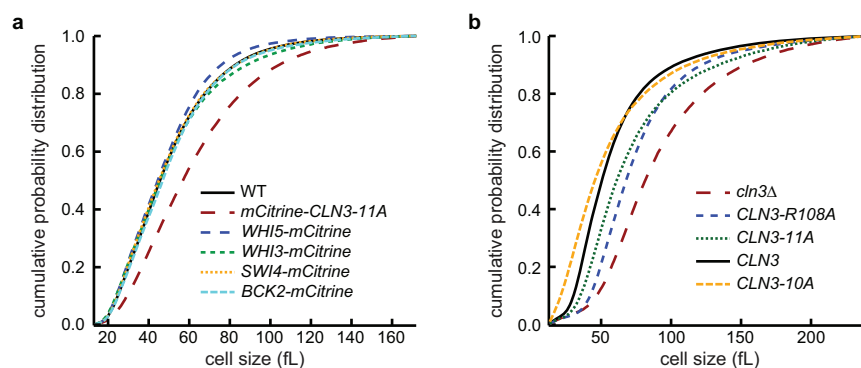 a
cumulative probability distribution
1.0
0.8
0.6
0.4
0.2
0.0
WT
mCitrine-CLN3-11A
WHI5-mCitrine
WHI3-mCitrine
SWI4-mCitrine
BCK2-mCitrine
20 40 60 80 100 120 140 160
cell size (fL)
b
cumulative probability distribution
1.0
0.8
0.6
0.4
0.2
0.0
cln3Δ
CLN3-R108A
CLN3-11A
CLN3
CLN3-10A
50 100 150 200
cell size (fL)